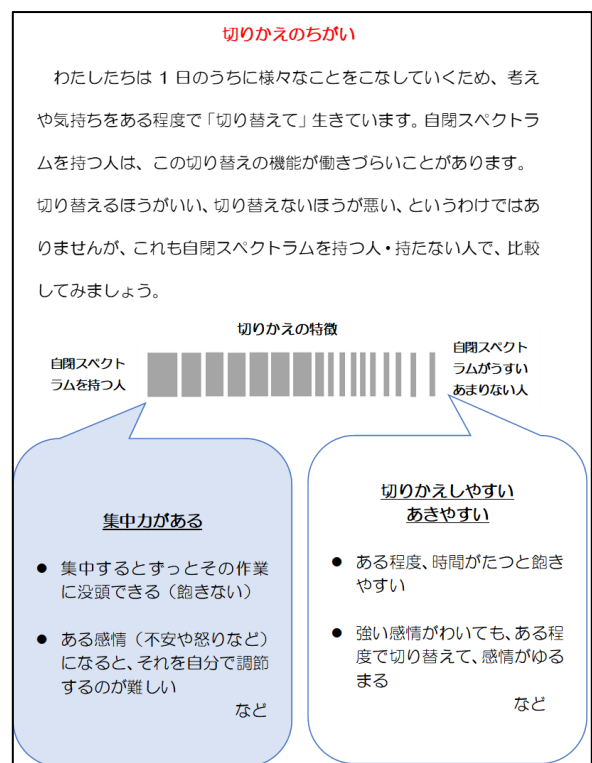 切りかえのちがい
わたしたちは 1 日のうちに様々なことをこなしていくため、考え
や気持ちをある程度で「切り替えて」生きています。自閉スペクトラ
ムを持つ人は、この切り替えの機能が働きづらいことがあります。
切り替えるほうがいい、切り替えないほうが悪い、というわけではあ
りませんが、これも自閉スペクトラムを持つ人・持たない人で、比較
してみましょう。
切りかえの特徴
自閉スペクト
ラムを持つ人
自閉スペクト
ラムがうすい
あまりない人
集中力がある
● 集中するとずっとその作業
に没頭できる（飽きない）
● ある感情（不安や怒りなど）
になると、それを自分で調節
するのが難しい
など
切りかえしやすい
あきやすい
● ある程度、時間がたつと飽き
やすい
● 強い感情がわいても、ある程
度で切り替えて、感情がゆる
まる
など